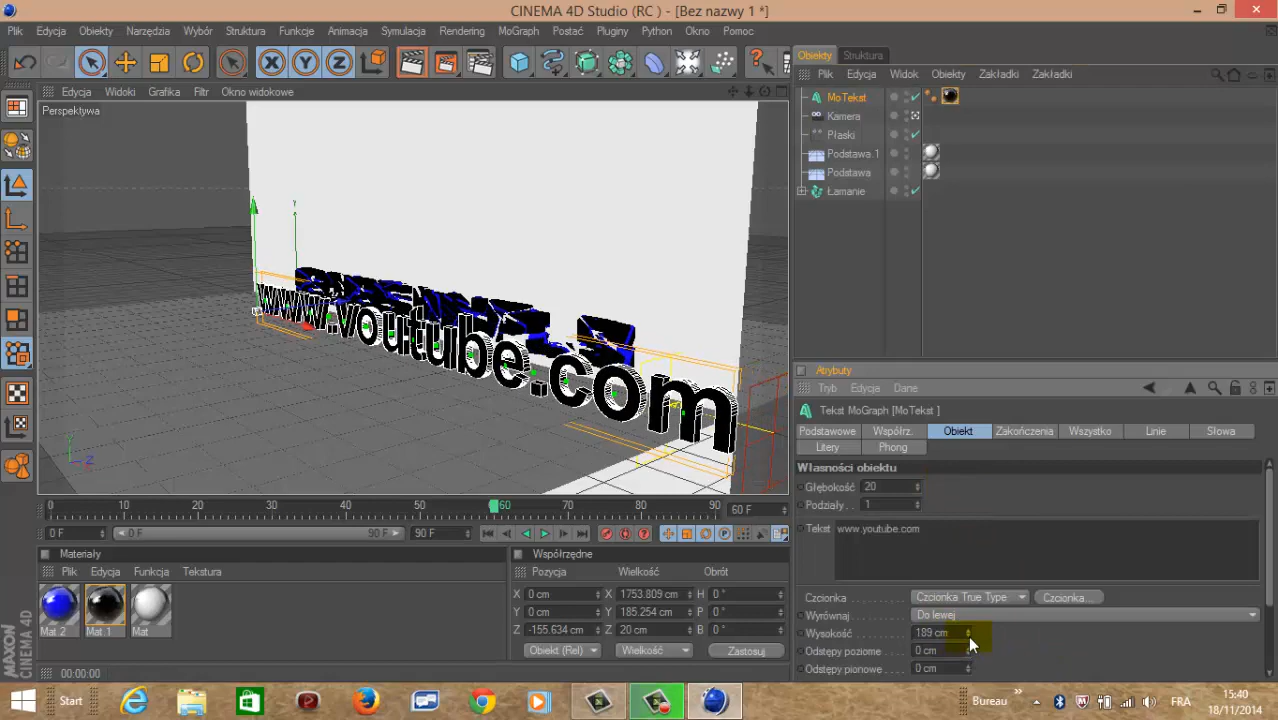 CINEMA 4D Studio (RC ) - [Bez nazwy 1 *]
Plik Edycja Obiekty Narzędzia Wybór Struktura Funkcje Animacja Symulacja Rendering MoGraph Postać Pluginy Python Okno Pomoc
Obiekty Struktura
Plik Edycja Widok Obiekty Zakładki Zakładki
Edycja Widoki Grafika Filtr Okno widokowe
Perspektywa
MoTekst
Kamera
Płaski
Podstawa.1
Podstawa
Łamanie
Y
www.youtube.com
Y
Z
Atrybuty
Tryb Edycja Dane
Tekst MoGraph [MoTekst ]
Podstawowe Współrz. Obiekt Zakończenia Wszystko Linie Słowa
Litery Phong
Własności obiektu
Głębokość 20
Podziały . . 1
Tekst www.youtube.com
Czcionka . . . . . . . . Czcionka True Type Czcionka...
Wyrównaj . . . . . . . . Do lewej
Wysokość . . . . . . . . 189 cm
Odstępy poziome . 0 cm
Odstępy pionowe . 0 cm
0 10 20 30 40 50 60 70 80 90 60 F
0 F 0 F 90 F 90 F
Materiały
Plik Edycja Funkcja Tekstura
Mat 2 Mat 1 Mat
Współrzędne
Pozycja Wielkość Obrót
X 0 cm X 1753.809 cm H 0 °
Y 0 cm Y 185.254 cm P 0 °
Z -155.634 cm Z 20 cm B 0 °
Obiekt (Rel) Wielkość Zastosuj
MAXON
CINEMA 4D
00:00:00
Start
Bureau
FRA
15:40
18/11/2014